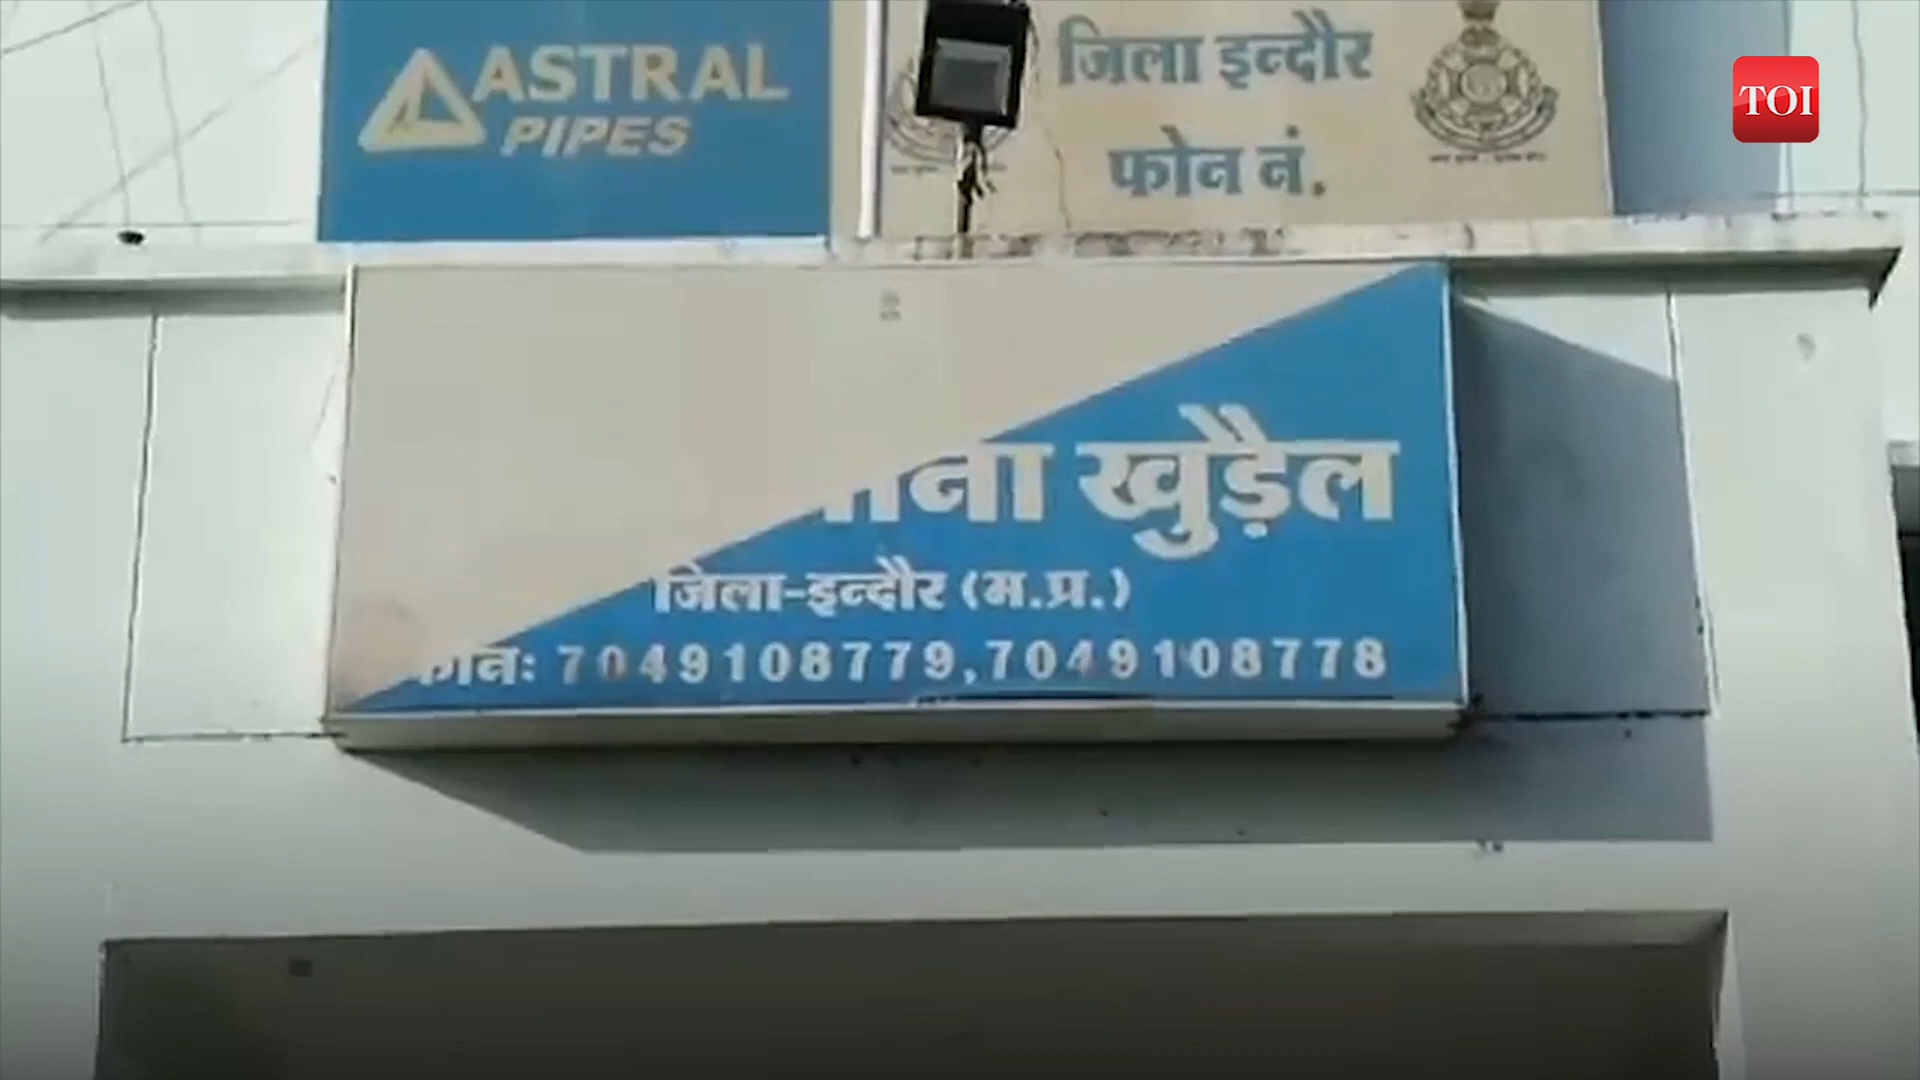 ASTRAL
PIPES
जिला इन्दौर
फोन नं.
TOI
खुड़ैल
जिला-इन्दौर (म.प्र.)
7049108779,7049108778